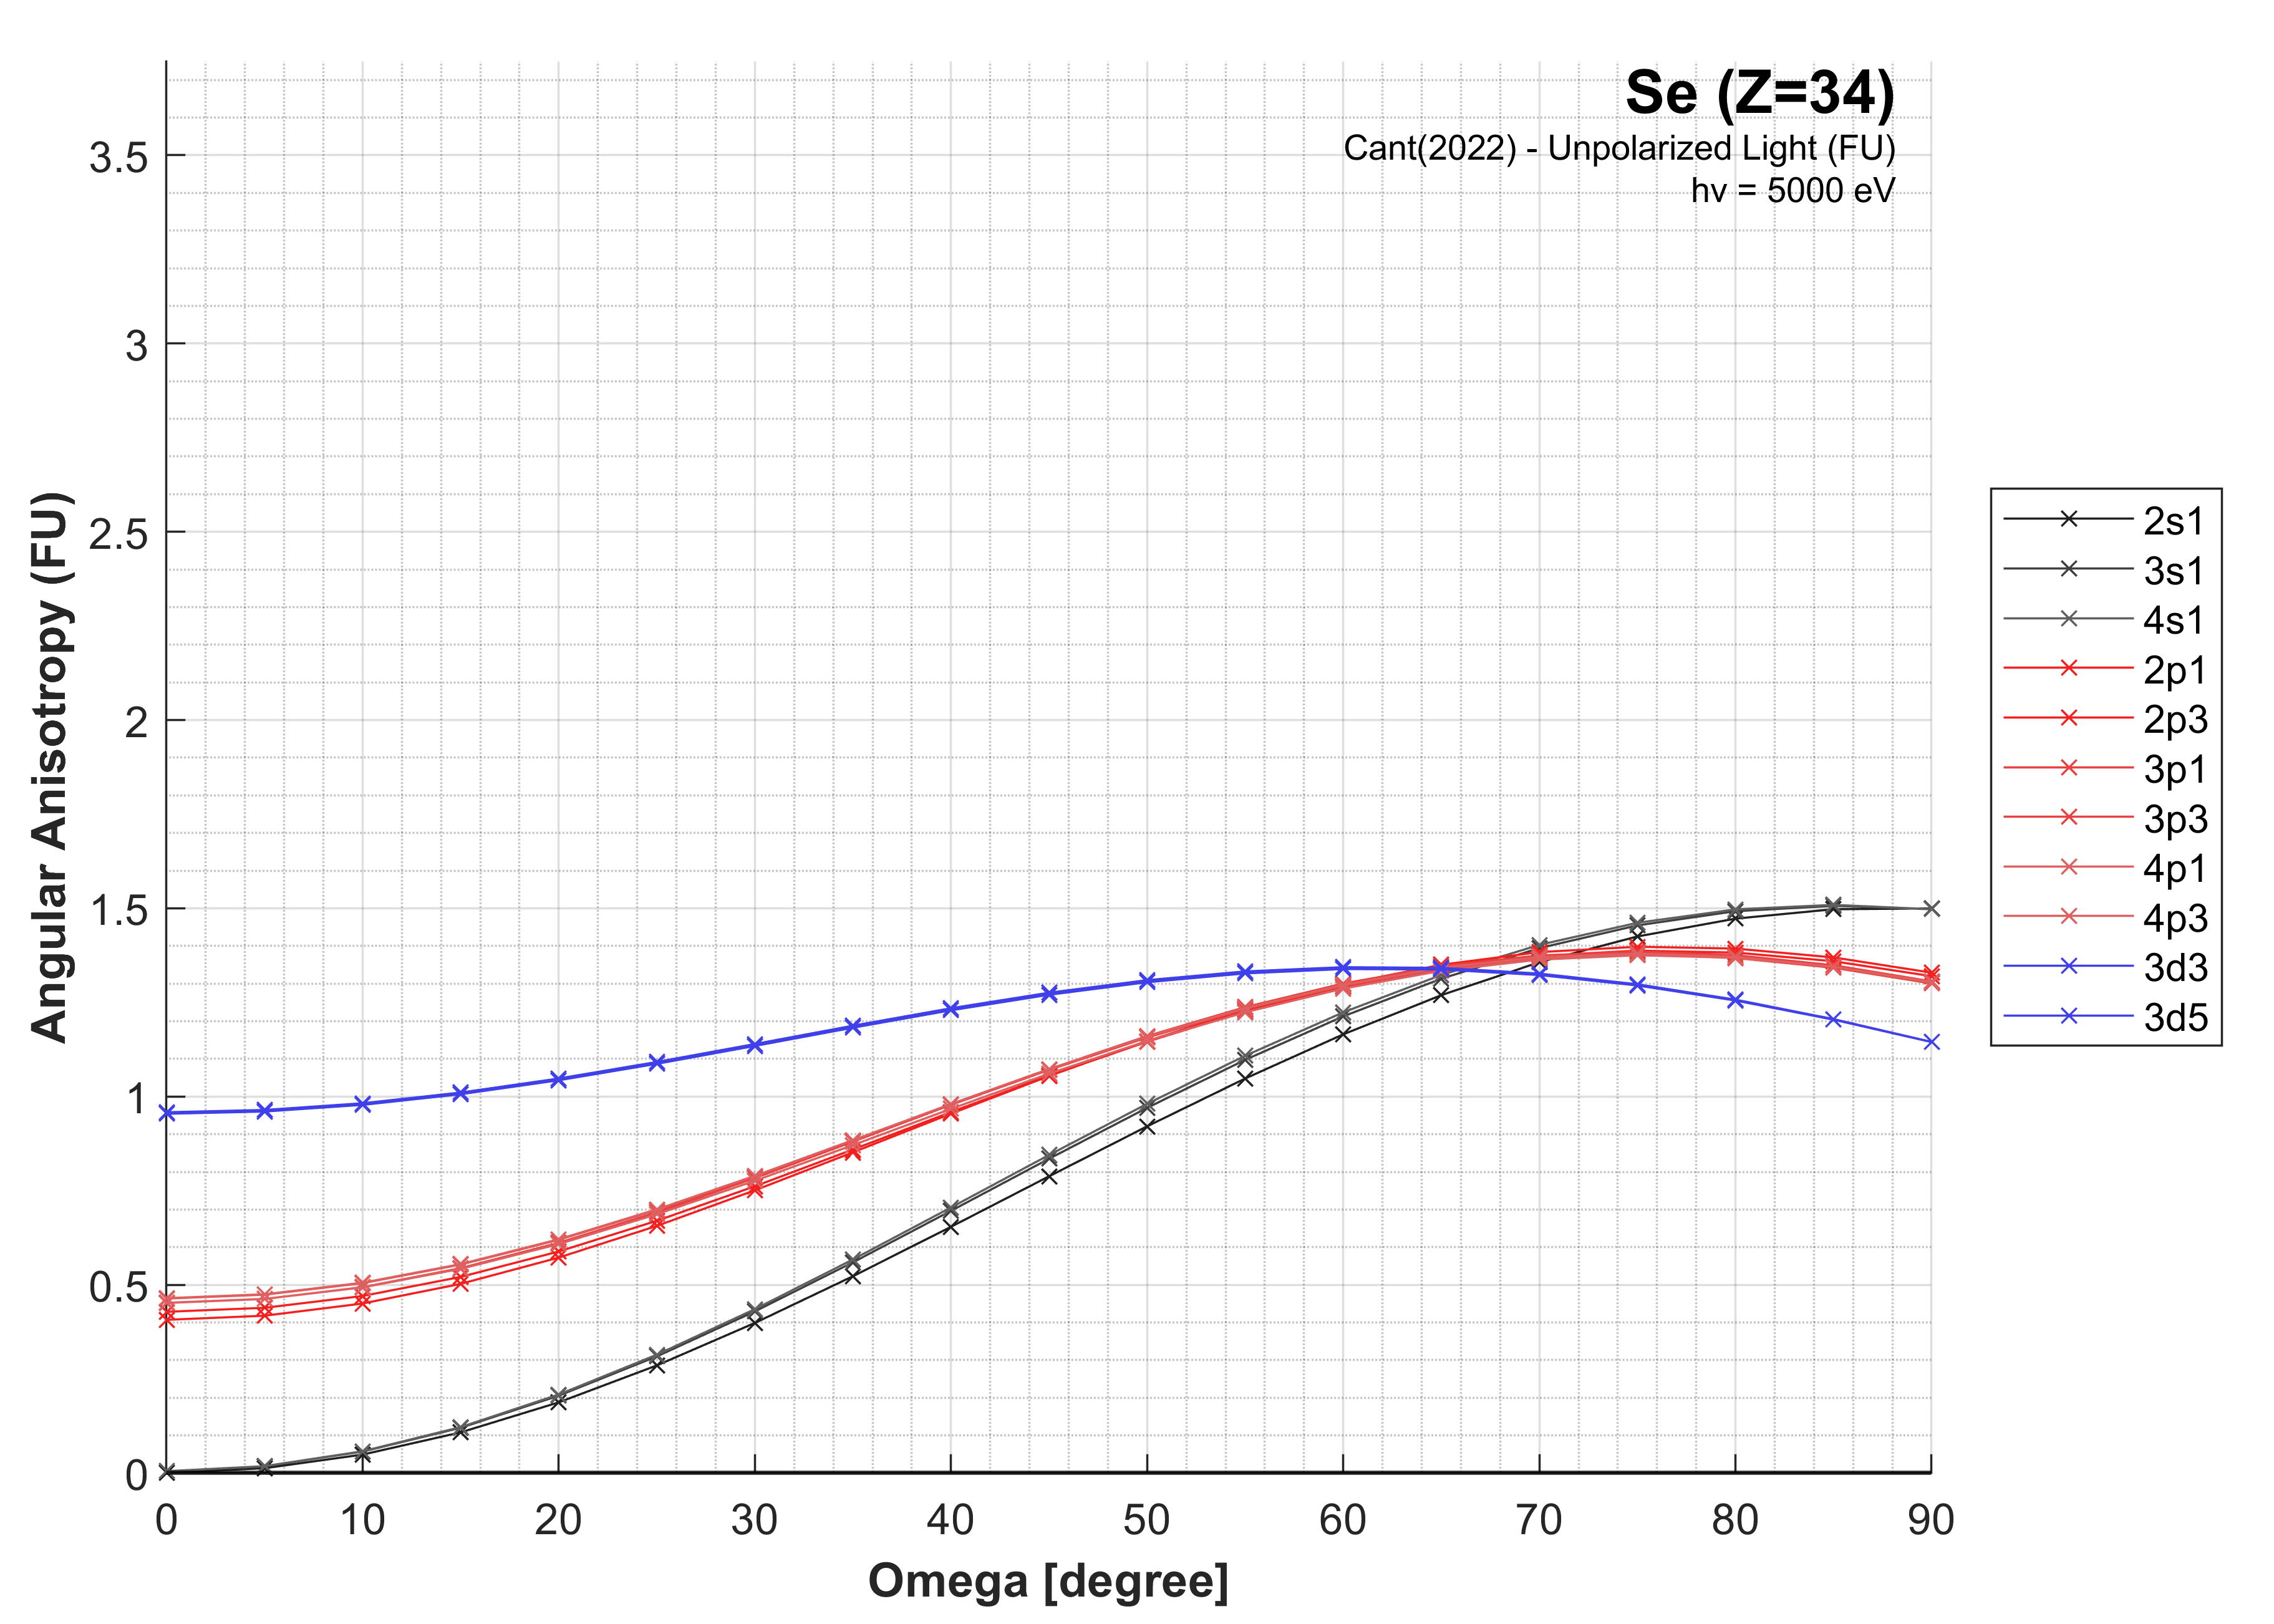 Se (Z=34)
Cant(2022) - Unpolarized Light (FU)
hv = 5000 eV
Angular Anisotropy (FU)
3.5
3
2.5
2
1.5
1
0.5
0
0 10 20 30 40 50 60 70 80 90
Omega [degree]
2s1
3s1
4s1
2p1
2p3
3p1
3p3
4p1
4p3
3d3
3d5